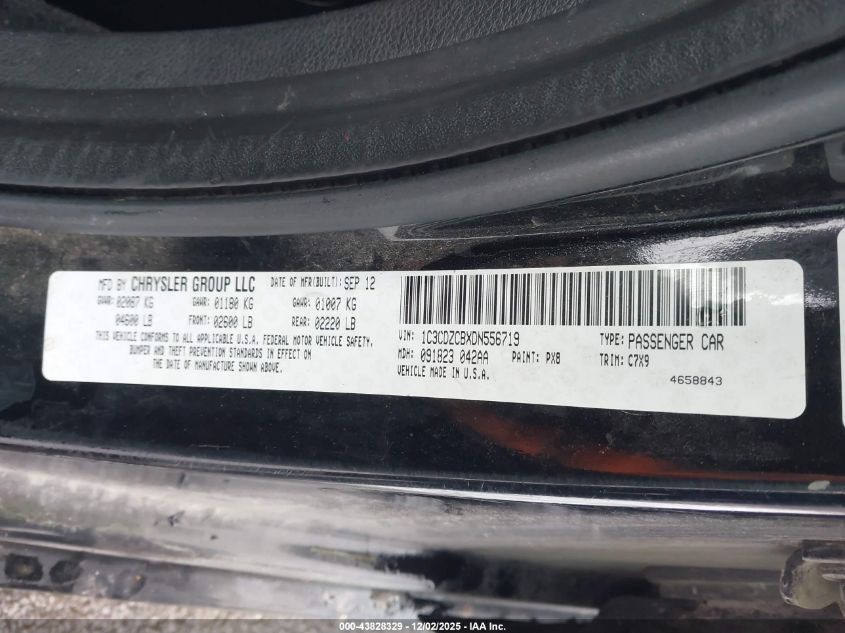 MFD BY CHRYSLER GROUP LLC DATE OF MFR(BUILT): SEP 12
GVWR: 02087 KG GAWR: 01180 KG GAWR: 01007 KG
04600 LB FRONT: 02600 LB REAR: 02220 LB
THIS VEHICLE CONFORMS TO ALL APPLICABLE U.S.A. FEDERAL MOTOR VEHICLE SAFETY,
BUMPER AND THEFT PREVENTION STANDARDS IN EFFECT ON
THE DATE OF MANUFACTURE SHOWN ABOVE.
VIN: 1C3CDZCBXDN556719 TYPE: PASSENGER CAR
MDH: 091823 042AA PAINT: PX8 TRIM: C7X9
VEHICLE MADE IN U.S.A.
4658843
000-43828329 - 12/02/2025 - IAA Inc.